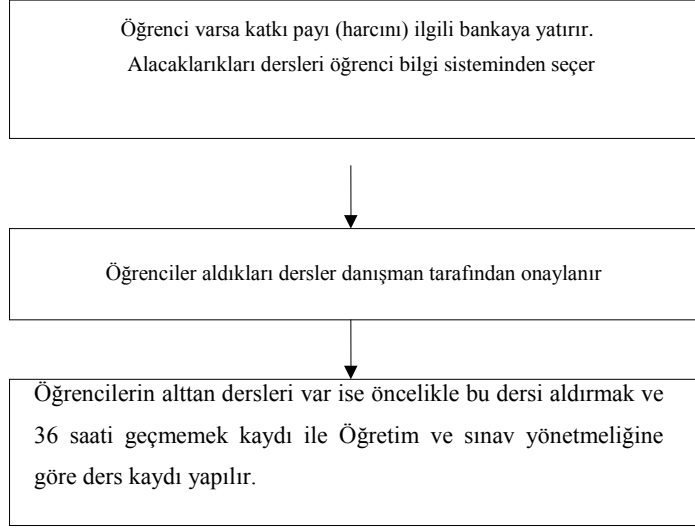 Öğrenci varsa katkı payı (harcını) ilgili bankaya yatırır.
Alacaklarıkları dersleri öğrenci bilgi sisteminden seçer
Öğrenciler aldıkları dersler danışman tarafından onaylanır
Öğrencilerin alttan dersleri var ise öncelikle bu dersi aldırmak ve
36 saati geçmemek kaydı ile Öğretim ve sınav yönetmeliğine
göre ders kaydı yapılır.